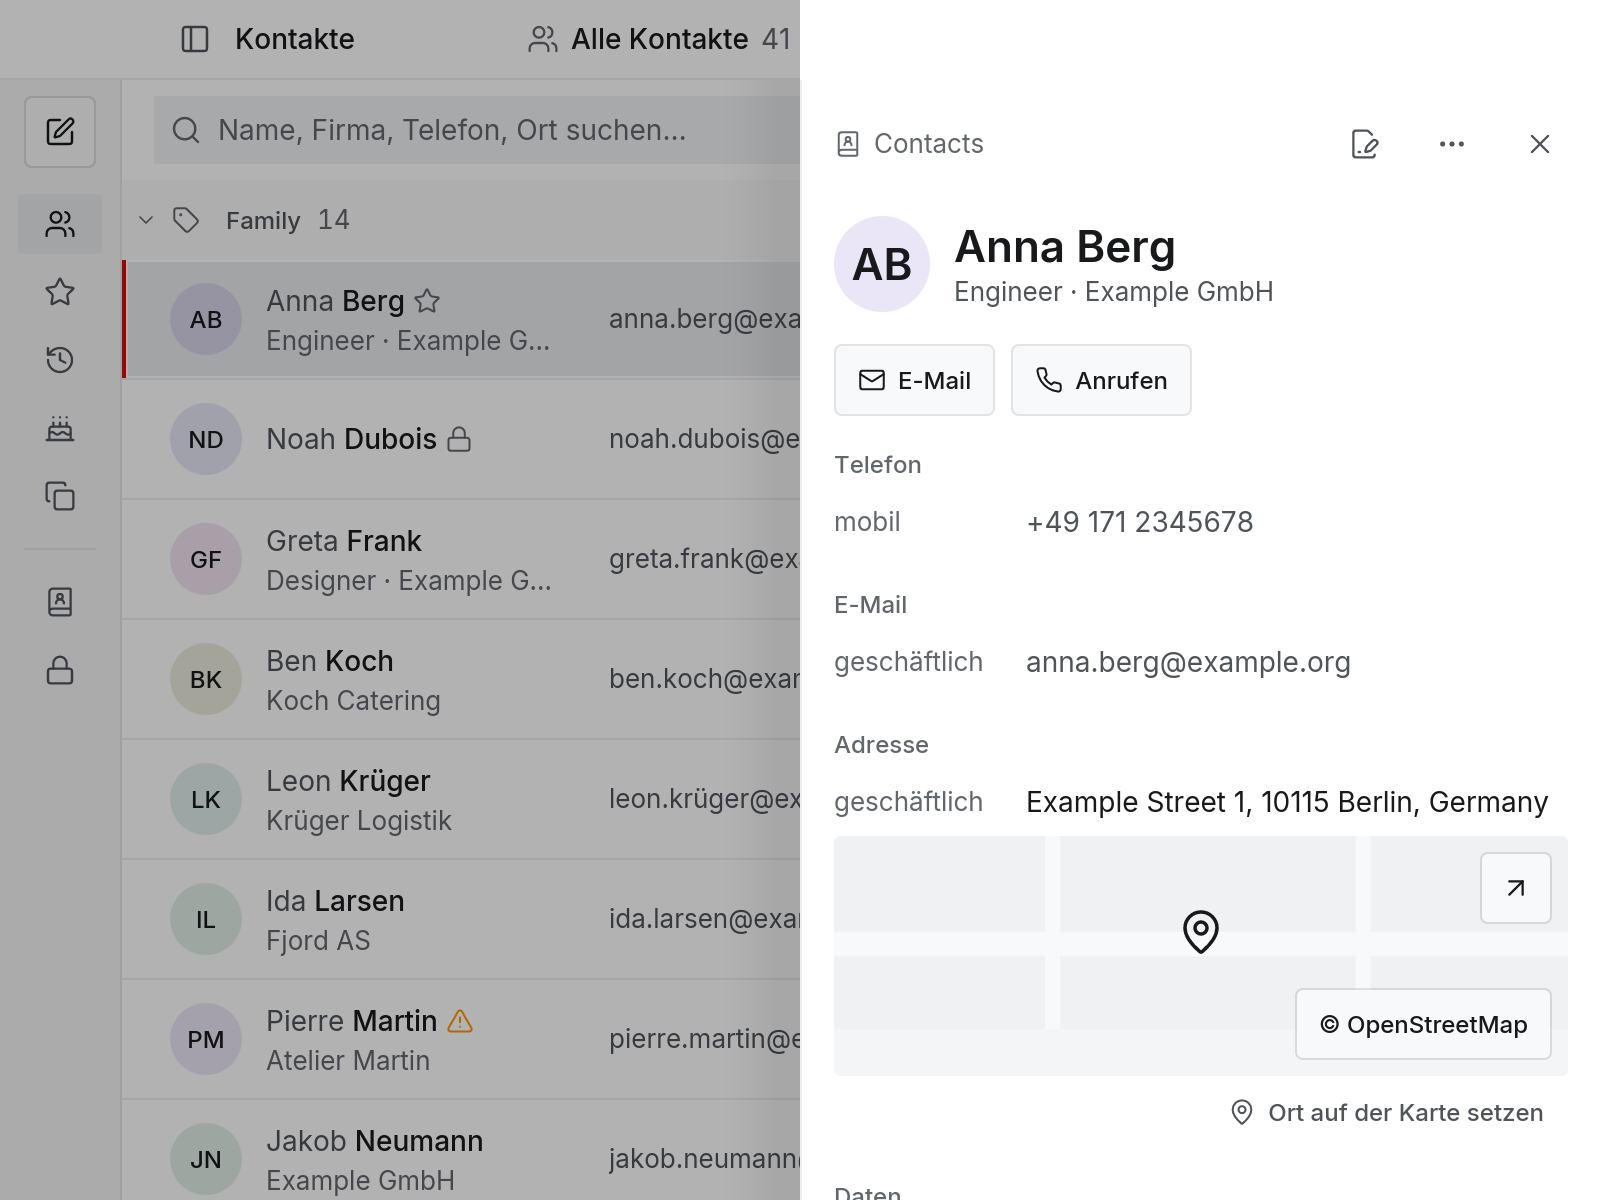 Kontakte
Alle Kontakte 41
Name, Firma, Telefon, Ort suchen...
Family 14
AB
Anna Berg
Engineer · Example G...
anna.berg@exa
ND
Noah Dubois
noah.dubois@e
GF
Greta Frank
Designer · Example G...
greta.frank@ex
BK
Ben Koch
Koch Catering
ben.koch@exar
LK
Leon Krüger
Krüger Logistik
leon.krüger@ex
IL
Ida Larsen
Fjord AS
ida.larsen@exa
PM
Pierre Martin
Atelier Martin
pierre.martin@e
JN
Jakob Neumann
Example GmbH
jakob.neumann
Contacts
AB
Anna Berg
Engineer · Example GmbH
E-Mail
Anrufen
Telefon
mobil +49 171 2345678
E-Mail
geschäftlich anna.berg@example.org
Adresse
geschäftlich Example Street 1, 10115 Berlin, Germany
© OpenStreetMap
Ort auf der Karte setzen
Daten